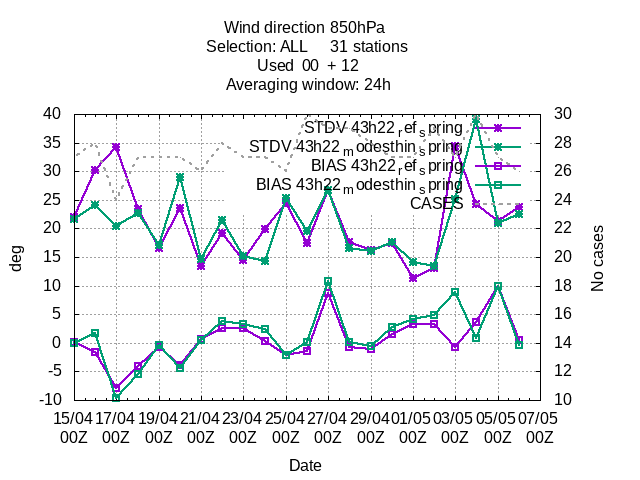 Wind direction 850hPa
Selection: ALL 31 stations
Used 00 + 12
Averaging window: 24h
40 30
STDV 43h22refspring
35 28
STDV 43h22modesthinspring
30 26
BIAS 43h22refspring
BIAS 43h22modesthinspring
25 24
CASES
20 22
15 20
deg No cases
10 18
5 16
0 14
-5 12
-10 10
15/04 17/04 19/04 21/04 23/04 25/04 27/04 29/04 01/05 03/05 05/05 07/05
00Z 00Z 00Z 00Z 00Z 00Z 00Z 00Z 00Z 00Z 00Z 00Z
Date